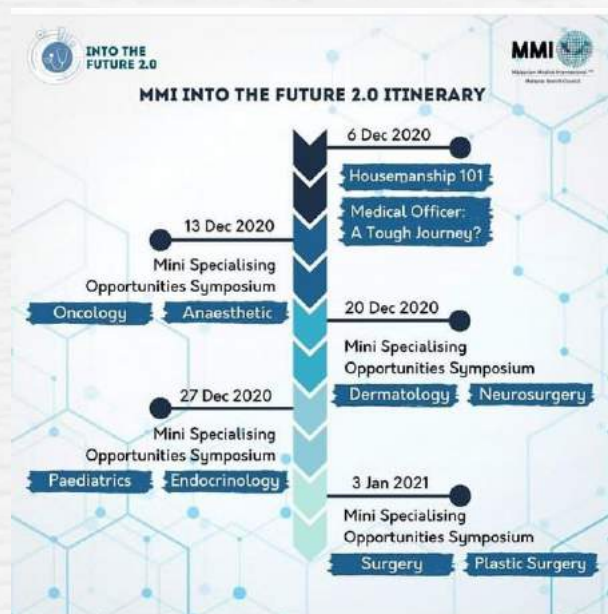 INTO THE
FUTURE 2.0
MMI
MMI INTO THE FUTURE 2.0 ITINERARY
6 Dec 2020
Housemanship 101
Medical Officer:
A Tough Journey?
13 Dec 2020
Mini Specialising
Opportunities Symposium
Oncology Anaesthetic
20 Dec 2020
Mini Specialising
Opportunities Symposium
Dermatology Neurosurgery
27 Dec 2020
Mini Specialising
Opportunities Symposium
Paediatrics Endocrinology
3 Jan 2021
Mini Specialising
Opportunities Symposium
Surgery Plastic Surgery